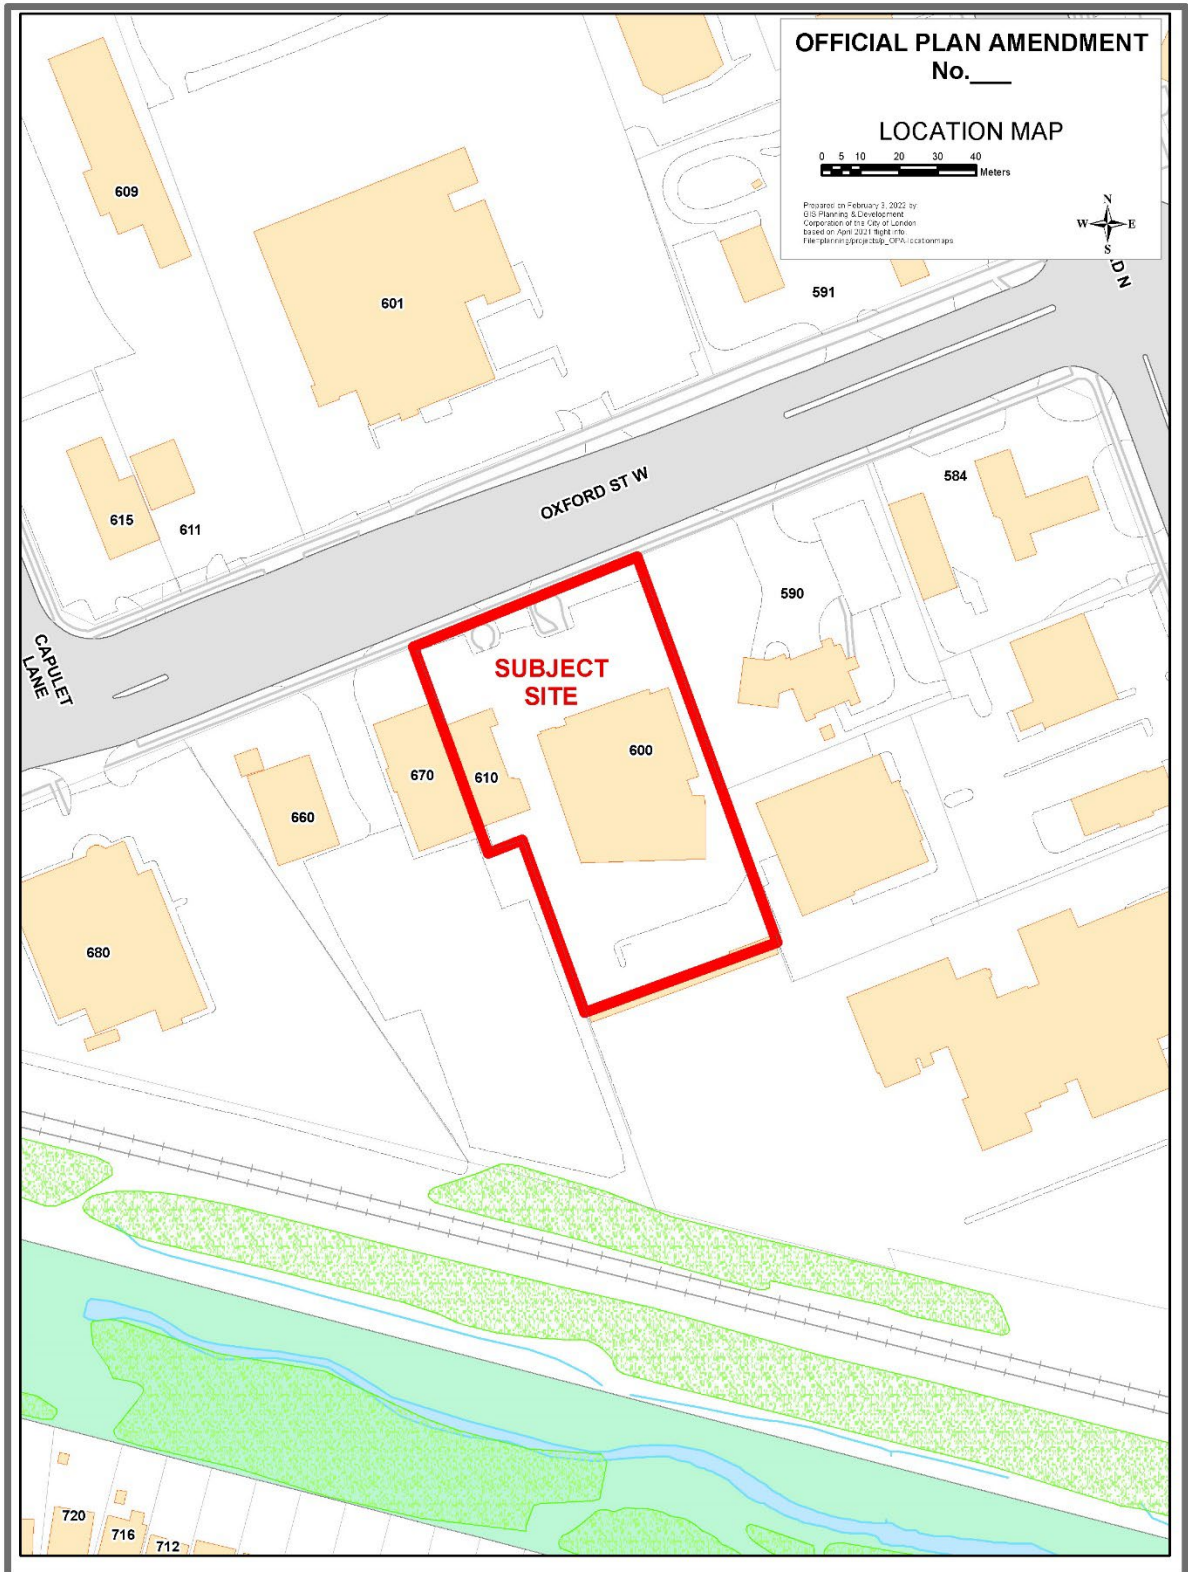 OFFICIAL PLAN AMENDMENT
No.___
LOCATION MAP
0 5 10 20 30 40
Meters
Prepared on February 3, 2022 by
GIS Planning & Development
Corporation of the City of London
based on April 2021 flight info.
N
W E
S
AD N
609
601
591
OXFORD ST W
584
615
611
590
CAPULET
LANE
SUBJECT
SITE
600
670
610
660
680
720
716
712